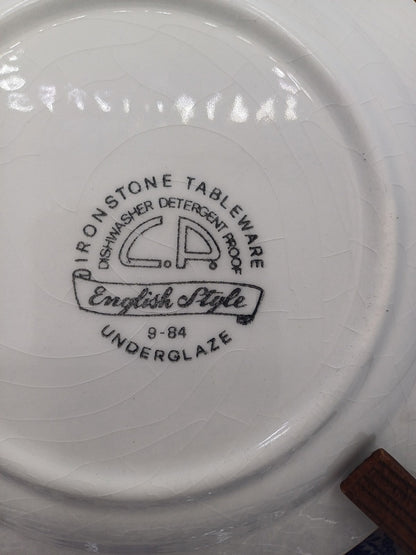 IRONSTONE TABLEWARE
DISHWASHER DETERGENT PROOF
C.P.
English Style
9-84
UNDERGLAZE